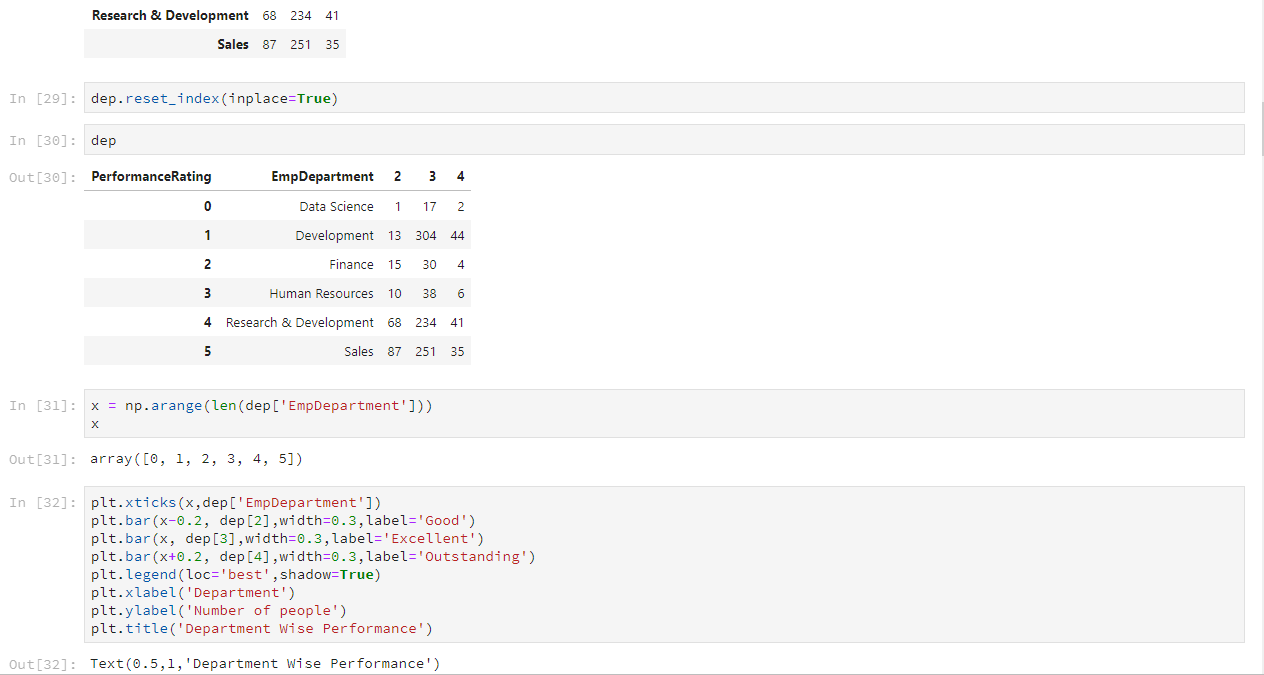 Research & Development 68 234 41
Sales 87 251 35
In [29]: dep.reset_index(inplace=True)
In [30]: dep
Out[30]: PerformanceRating EmpDepartment 2 3 4
0 Data Science 1 17 2
1 Development 13 304 44
2 Finance 15 30 4
3 Human Resources 10 38 6
4 Research & Development 68 234 41
5 Sales 87 251 35
In [31]: x = np.arange(len(dep['EmpDepartment']))
x
Out[31]: array([0, 1, 2, 3, 4, 5])
In [32]: plt.xticks(x,dep['EmpDepartment'])
plt.bar(x-0.2, dep[2],width=0.3,label='Good')
plt.bar(x, dep[3],width=0.3,label='Excellent')
plt.bar(x+0.2, dep[4],width=0.3,label='Outstanding')
plt.legend(loc='best',shadow=True)
plt.xlabel('Department')
plt.ylabel('Number of people')
plt.title('Department Wise Performance')
Out[32]: Text(0.5,1,'Department Wise Performance')